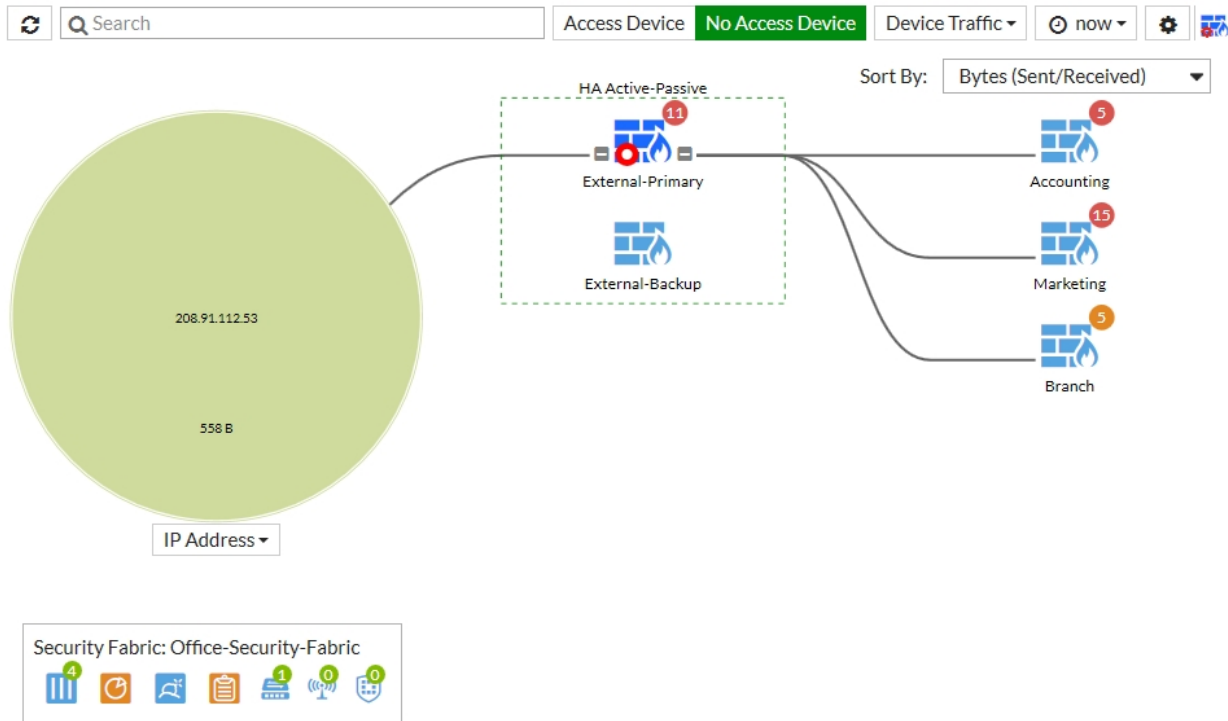 Search
Access Device
No Access Device
Device Traffic
now
Sort By:
Bytes (Sent/Received)
HA Active-Passive
11
External-Primary
External-Backup
5
Accounting
15
Marketing
5
Branch
208.91.112.53
558 B
IP Address
Security Fabric: Office-Security-Fabric
4
1
0
0